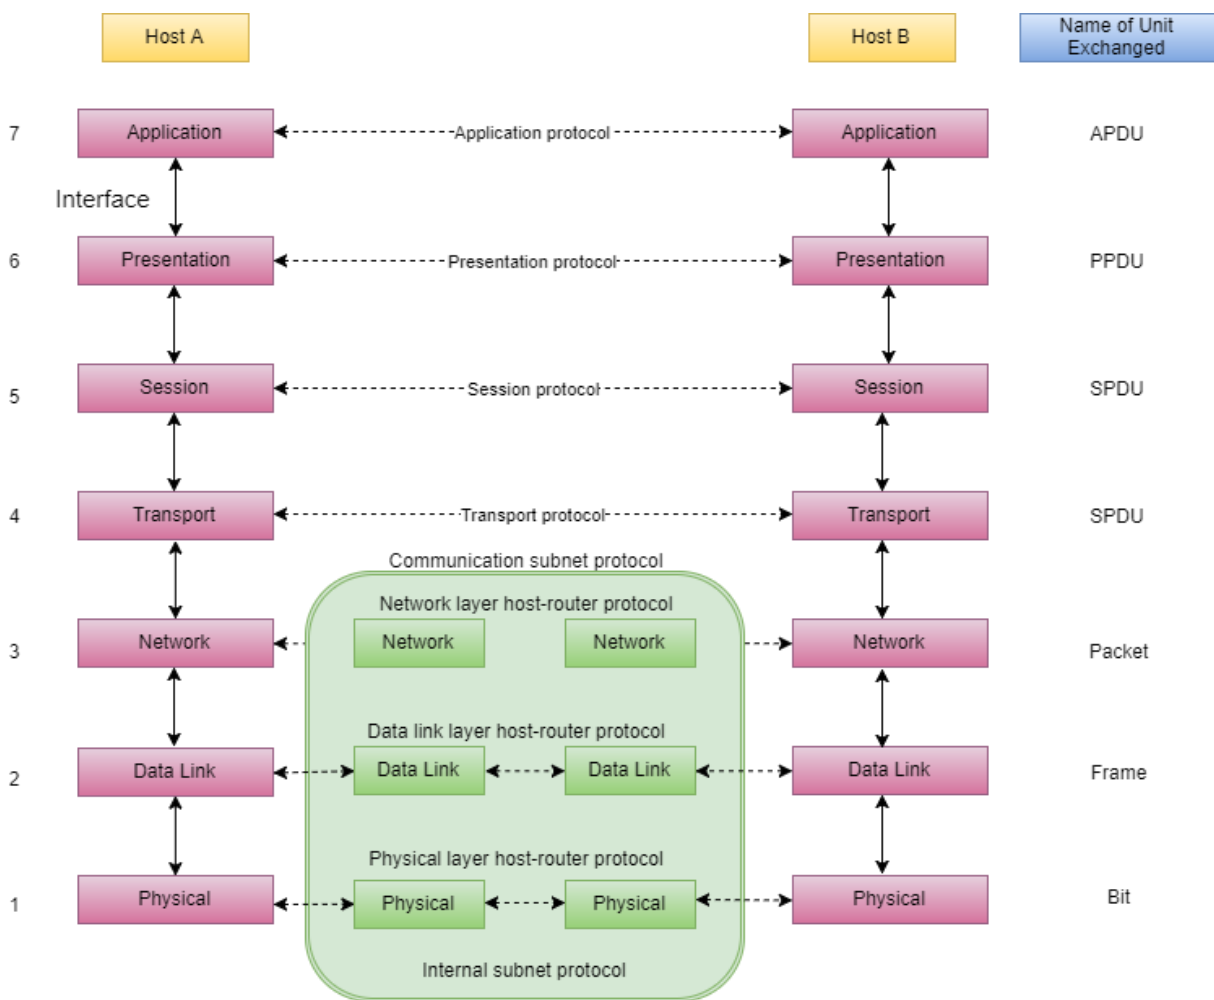 Host A
Host B
Name of Unit
Exchanged
7
Application
Application protocol
Application
APDU
Interface
6
Presentation
Presentation protocol
Presentation
PPDU
5
Session
Session protocol
Session
SPDU
4
Transport
Transport protocol
Transport
SPDU
Communication subnet protocol
Network layer host-router protocol
3
Network
Network
Network
Network
Packet
Data link layer host-router protocol
2
Data Link
Data Link
Data Link
Data Link
Frame
Physical layer host-router protocol
1
Physical
Physical
Physical
Physical
Bit
Internal subnet protocol